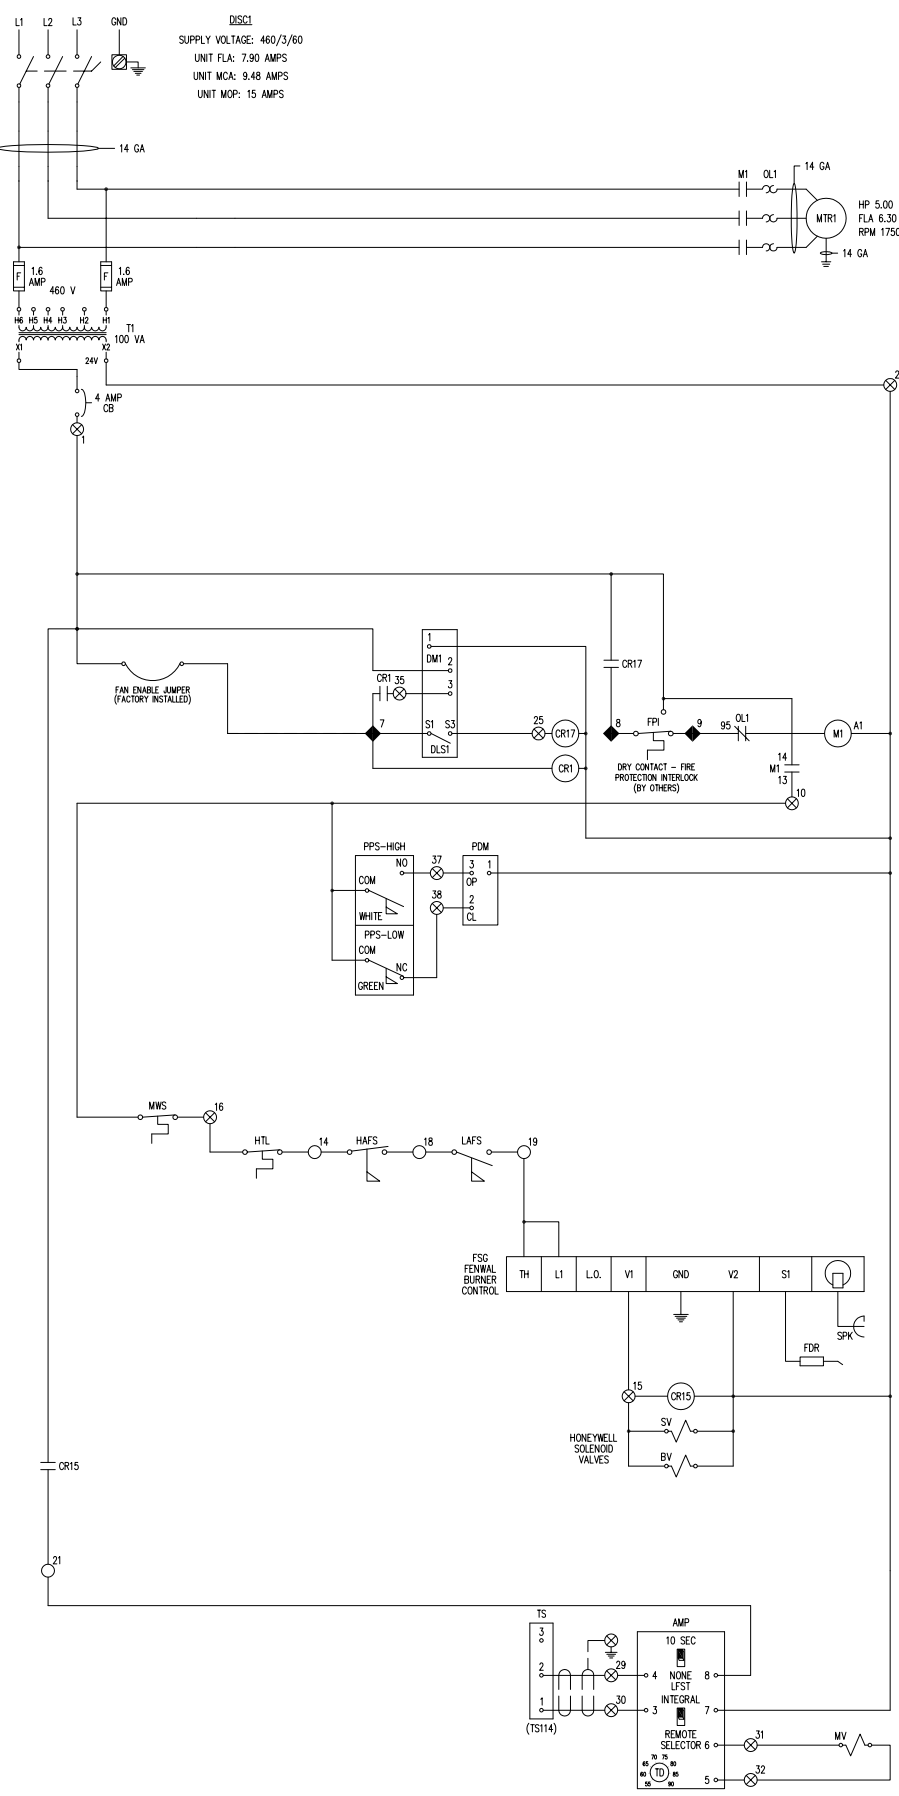 L1 L2 L3 GND
DISC1
SUPPLY VOLTAGE: 460/3/60
UNIT FLA: 7.90 AMPS
UNIT MCA: 9.48 AMPS
UNIT MOP: 15 AMPS
14 GA
14 GA
M1 OL1
MTR1
HP 5.00
FLA 6.30
RPM 1750
14 GA
F 1.6 AMP
F 1.6 AMP
460 V
H6 H5 H4 H3 H2 H1
T1
100 VA
X1 X2
24V
2
4 AMP
CB
1
1
DM1
2
3
CR1 35
CR17
FAN ENABLE JUMPER
(FACTORY INSTALLED)
7
S1 S3
DLS1
25
CR17
CR1
8
FPI
9
95 OL1
M1
A1
DRY CONTACT - FIRE
PROTECTION INTERLOCK
(BY OTHERS)
14
M1
13
10
PPS-HIGH
NO
COM
WHITE
PPS-LOW
COM
NC
GREEN
37
38
PDM
3 1
OP
2
CL
MWS
16
HTL
14
HAFS
18
LAFS
19
FSG
FENWAL
BURNER
CONTROL
TH L1 L.O. V1 GND V2 S1
SPK
FDR
15
CR15
SV
BV
HONEYWELL
SOLENOID
VALVES
CR15
21
TS
3
2
1
(TS114)
29
30
AMP
10 SEC
4 NONE 8
LFST
3 INTEGRAL 7
REMOTE
SELECTOR 6
31
MV
5
32
TD
55 60 65 70 75 80 85 90